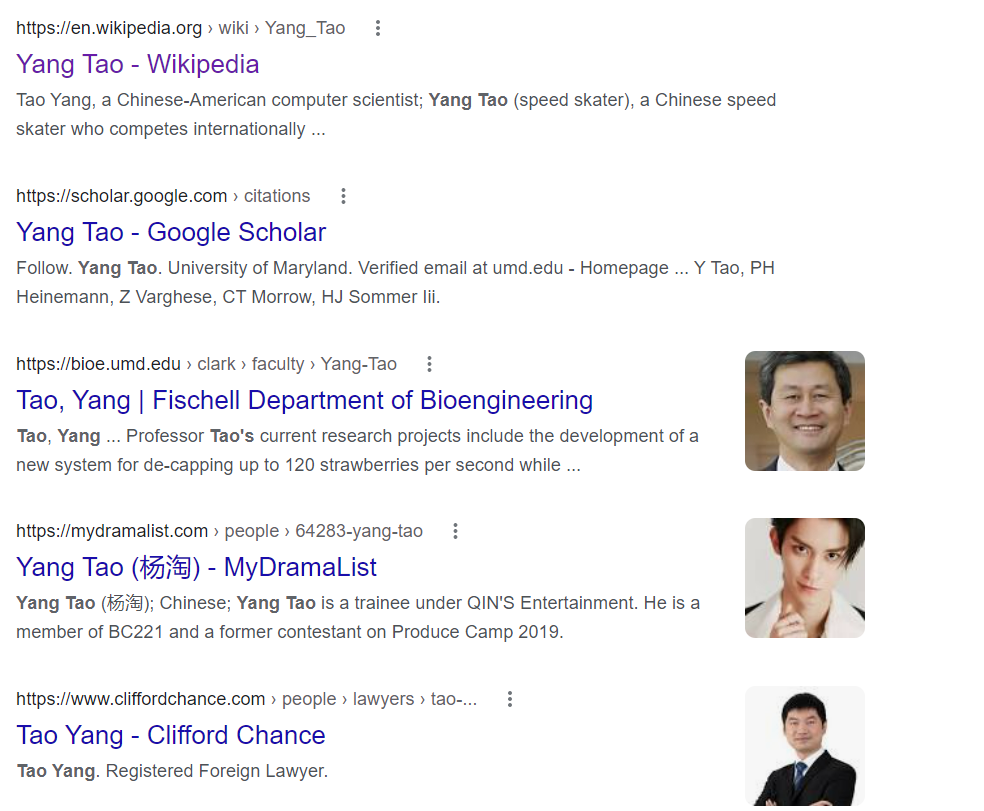 https://en.wikipedia.org › wiki › Yang_Tao
Yang Tao - Wikipedia
Tao Yang, a Chinese-American computer scientist; Yang Tao (speed skater), a Chinese speed
skater who competes internationally ...
https://scholar.google.com › citations
Yang Tao - Google Scholar
Follow. Yang Tao. University of Maryland. Verified email at umd.edu - Homepage ... Y Tao, PH
Heinemann, Z Varghese, CT Morrow, HJ Sommer Iii.
https://bioe.umd.edu › clark › faculty › Yang-Tao
Tao, Yang | Fischell Department of Bioengineering
Tao, Yang ... Professor Tao's current research projects include the development of a
new system for de-capping up to 120 strawberries per second while ...
https://mydramalist.com › people › 64283-yang-tao
Yang Tao (杨淘) - MyDramaList
Yang Tao (杨淘); Chinese; Yang Tao is a trainee under QIN'S Entertainment. He is a
member of BC221 and a former contestant on Produce Camp 2019.
https://www.cliffordchance.com › people › lawyers › tao-...
Tao Yang - Clifford Chance
Tao Yang. Registered Foreign Lawyer.